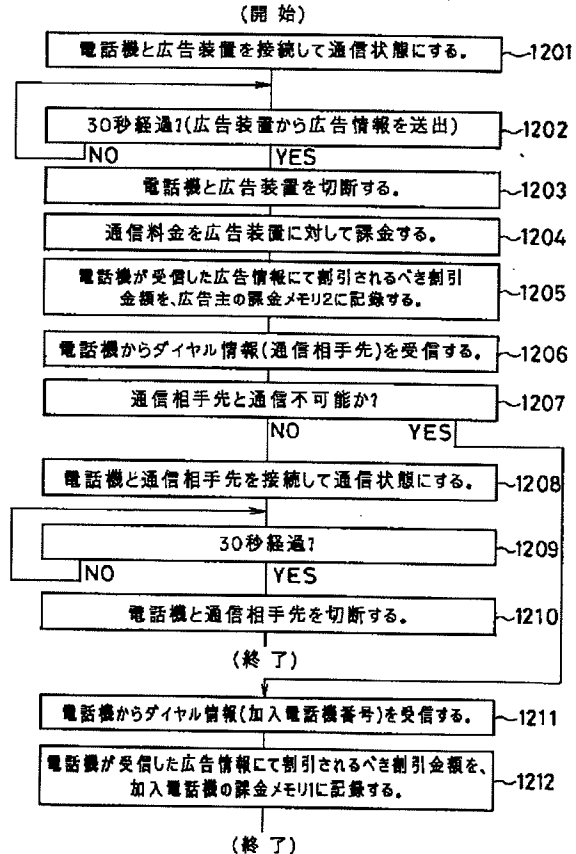 (開 始)
電話機と広告装置を接続して通信状態にする。 1201
30秒経過?(広告装置から広告情報を送出) 1202
NO YES
電話機と広告装置を切断する。 1203
通信料金を広告装置に対して課金する。 1204
電話機が受信した広告情報にて割引されるべき割引
金額を、広告主の課金メモリ2に記録する。 1205
電話機からダイヤル情報(通信相手先)を受信する。 1206
通信相手先と通信不可能か? 1207
NO YES
電話機と通信相手先を接続して通信状態にする。 1208
30秒経過? 1209
NO YES
電話機と通信相手先を切断する。 1210
(終 了)
電話機からダイヤル情報(加入電話機番号)を受信する。 1211
電話機が受信した広告情報にて割引されるべき割引金額を、
加入電話機の課金メモリ1に記録する。 1212
(終 了)